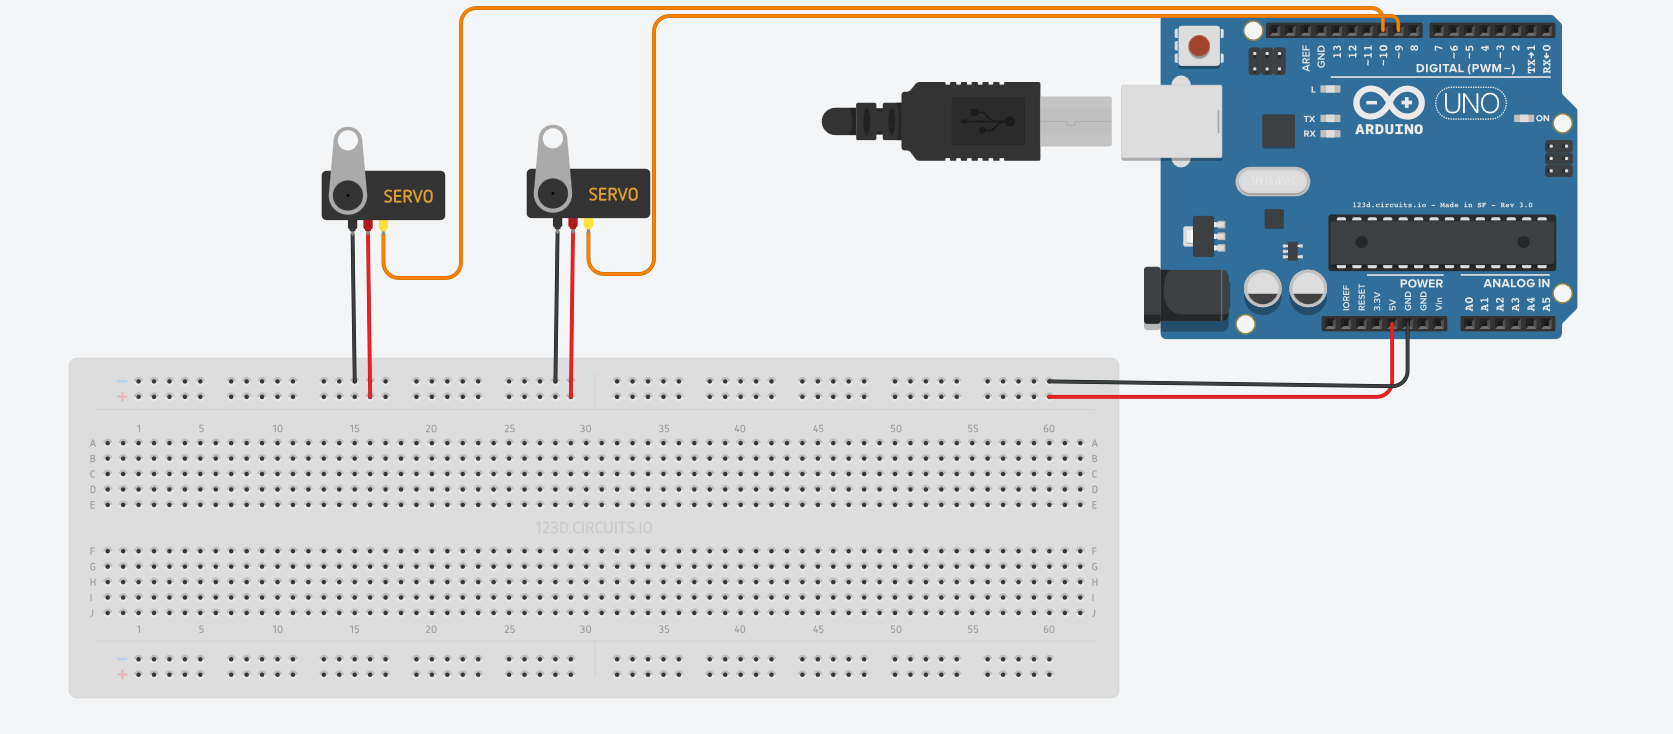 AREF GND 13 12 ~11 ~10 ~9 8 7 ~6 ~5 4 ~3 2 TX→1 RX←0
DIGITAL (PWM~)
L
UNO
TX
RX
ARDUINO
ON
SERVO
SERVO
123d.circuits.io - Made in SF - Rev 3.0
POWER ANALOG IN
IOREF RESET 3.3V 5V GND GND Vin A0 A1 A2 A3 A4 A5
−
+
1 5 10 15 20 25 30 35 40 45 50 55 60
A A
B B
C C
D D
E E
123D.CIRCUITS.IO
F F
G G
H H
I I
J J
1 5 10 15 20 25 30 35 40 45 50 55 60
−
+